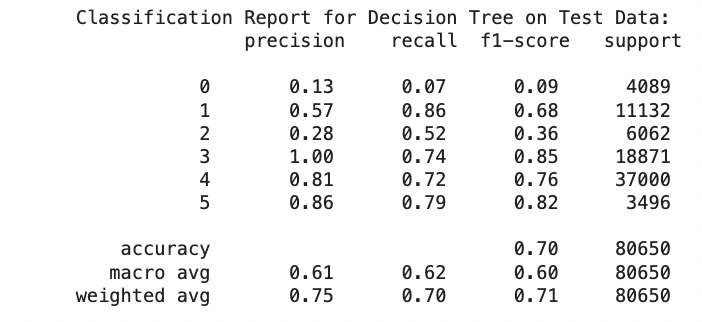 Classification Report for Decision Tree on Test Data:
precision recall f1-score support
0 0.13 0.07 0.09 4089
1 0.57 0.86 0.68 11132
2 0.28 0.52 0.36 6062
3 1.00 0.74 0.85 18871
4 0.81 0.72 0.76 37000
5 0.86 0.79 0.82 3496
accuracy 0.70 80650
macro avg 0.61 0.62 0.60 80650
weighted avg 0.75 0.70 0.71 80650